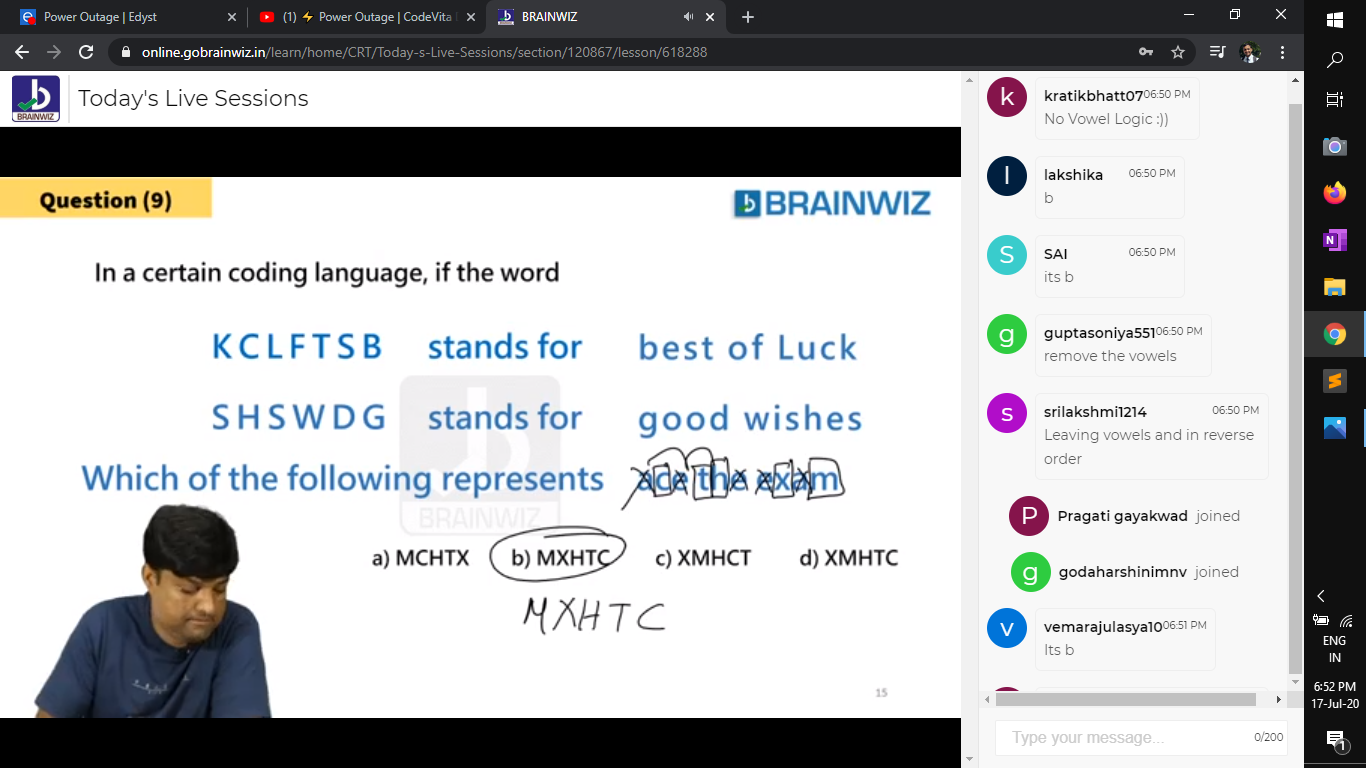 Power Outage | Edyst
(1) ⚡ Power Outage | CodeVita
BRAINWIZ
online.gobrainwiz.in/learn/home/CRT/Today-s-Live-Sessions/section/120867/lesson/618288
b
BRAINWIZ
Today's Live Sessions
Question (9)
b BRAINWIZ
In a certain coding language, if the word
KCLFTSB stands for best of Luck
SHSWDG stands for good wishes
Which of the following represents ace the exam
BRAINWIZ
a) MCHTX b) MXHTC c) XMHCT d) XMHTC
MXHTC
15
k
kratikbhatt07 06:50 PM
No Vowel Logic :))
l
lakshika 06:50 PM
b
S
SAI 06:50 PM
its b
g
guptasoniya551 06:50 PM
remove the vowels
s
srilakshmi1214 06:50 PM
Leaving vowels and in reverse
order
P
Pragati gayakwad joined
g
godaharshinimnv joined
v
vemarajulasya10 06:51 PM
Its b
Type your message... 0/200
N
S
ENG
IN
6:52 PM
17-Jul-20
1